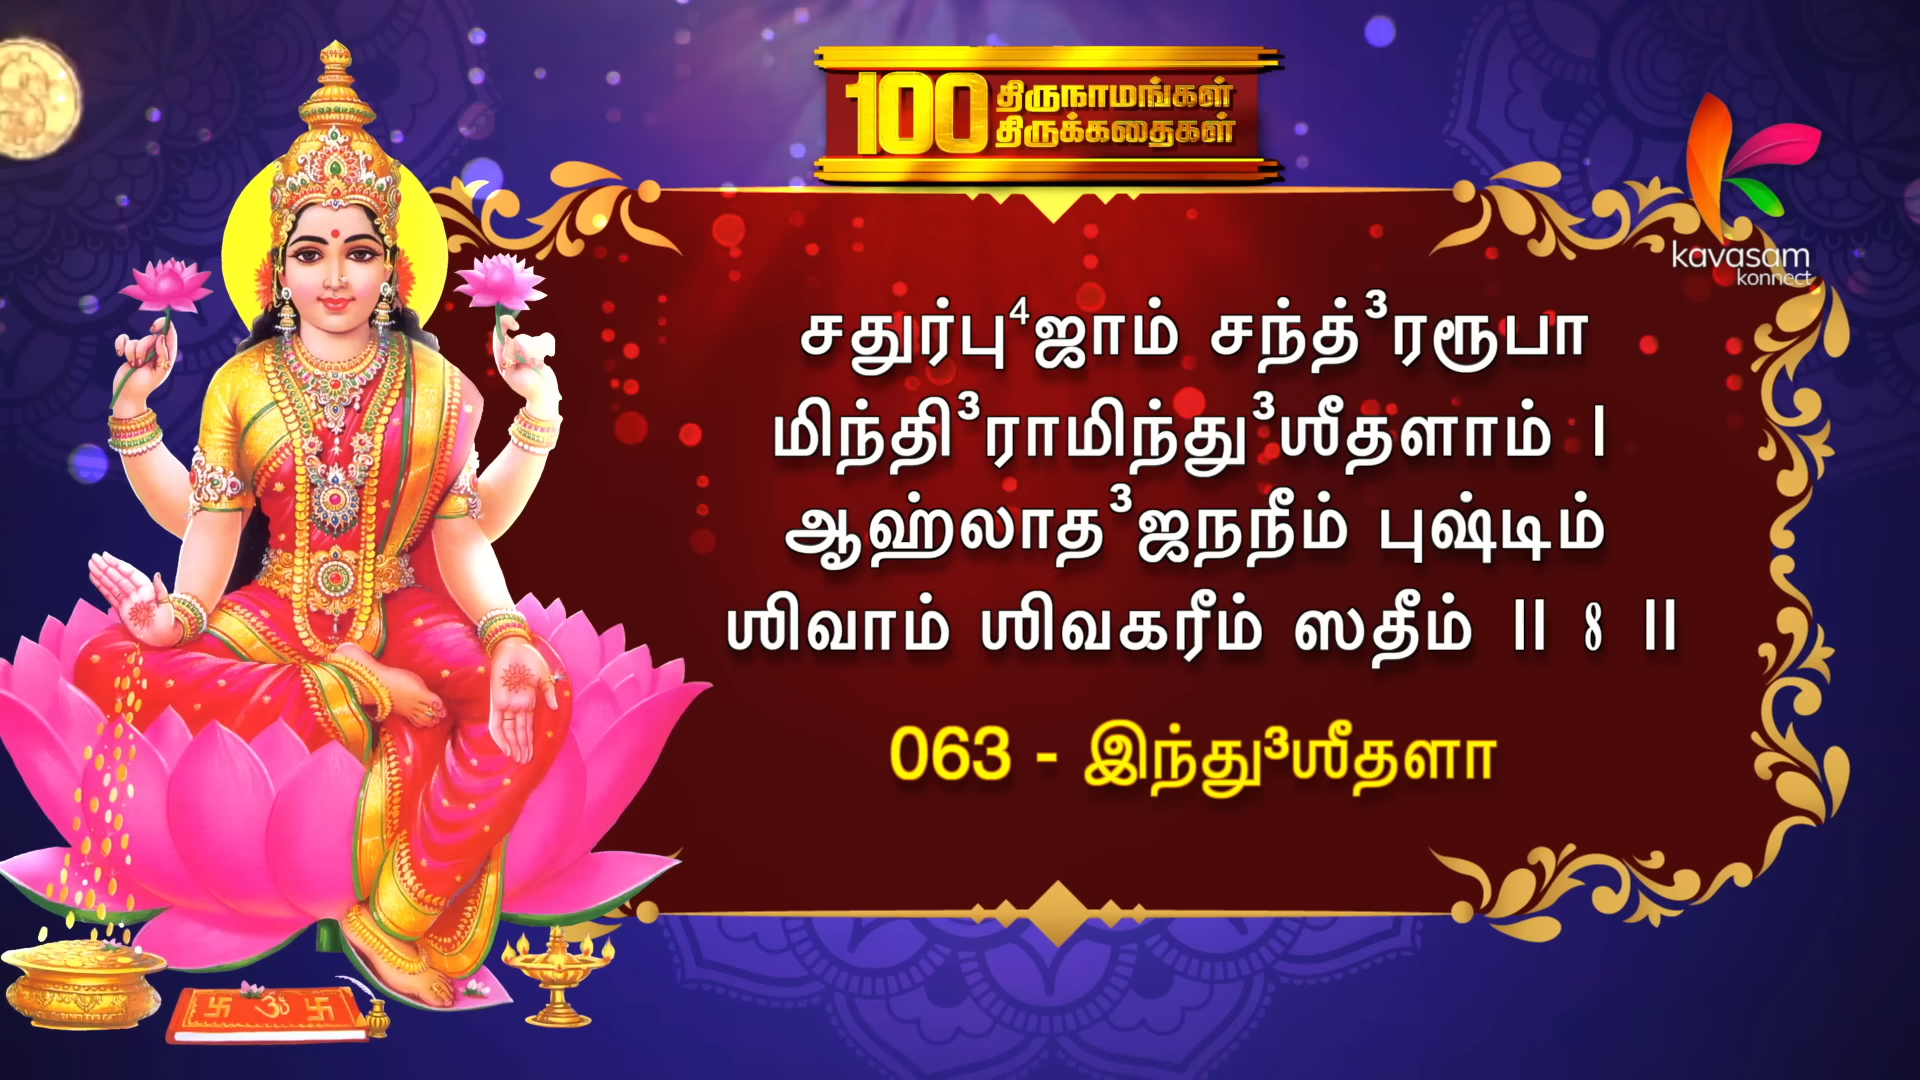 100 திருநாமங்கள்
திருக்கதைகள்
kavasam
konnect
சதுர்பு⁴ஜாம் சந்த்³ரரூபா
மிந்தி³ராமிந்து³ஶீதளாம் |
ஆஹ்லாத³ஜநநீம் புஷ்டிம்
ஶிவாம் ஶிவகரீம் ஸதீம் || 8 ||
063 - இந்து³ஶீதளா
ॐ